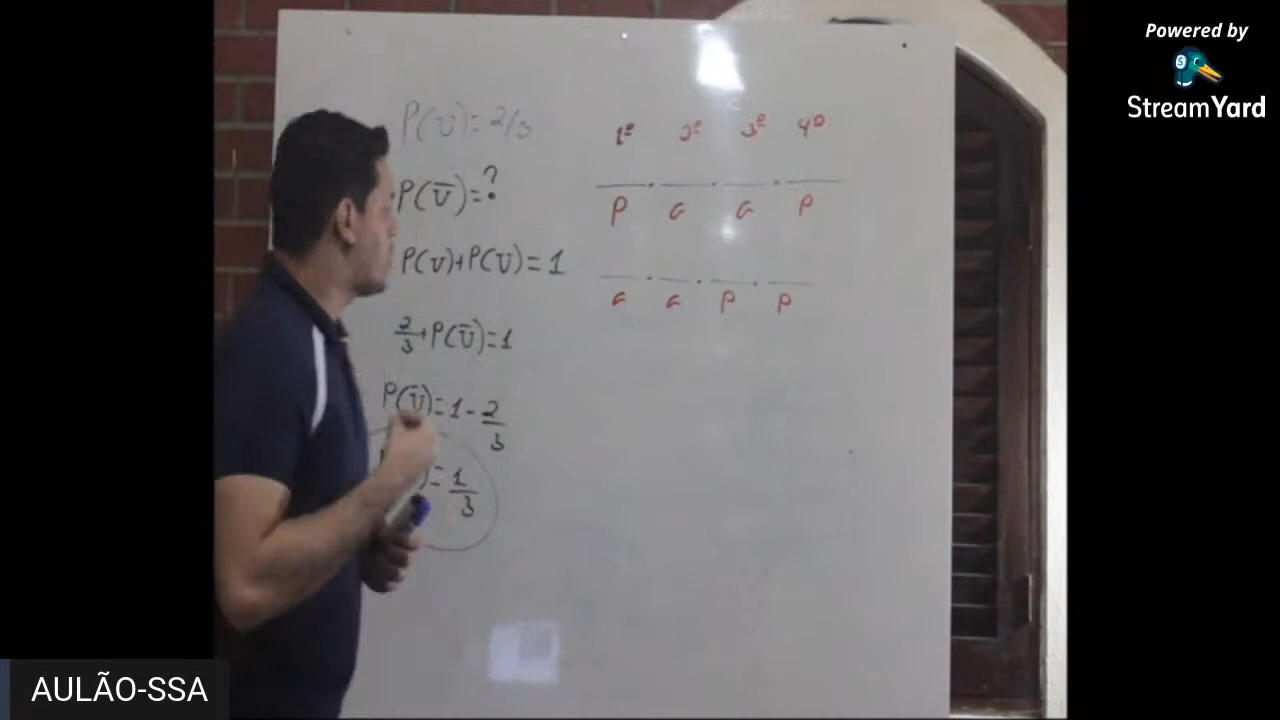 Powered by
StreamYard
P(V)=2/3
P(V̄)=?
P(V)+P(V̄)=1
2/3+P(V̄)=1
P(V̄)=1-2/3
=1/3
1º 2º 3º 4º
P G G P
G G P P
AULÃO-SSA